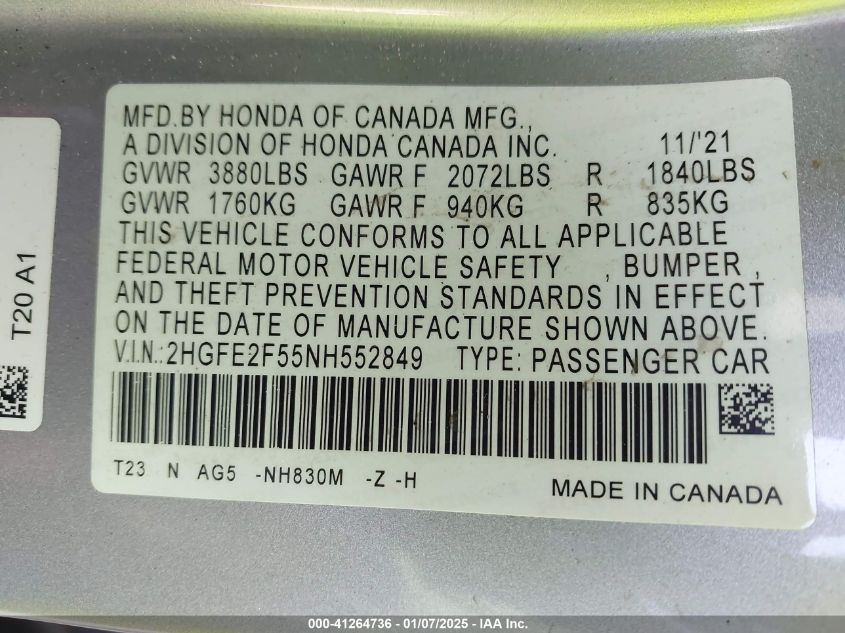 MFD.BY HONDA OF CANADA MFG.,
A DIVISION OF HONDA CANADA INC. 11/'21
GVWR 3880LBS GAWR F 2072LBS R 1840LBS
GVWR 1760KG GAWR F 940KG R 835KG
THIS VEHICLE CONFORMS TO ALL APPLICABLE
FEDERAL MOTOR VEHICLE SAFETY , BUMPER ,
AND THEFT PREVENTION STANDARDS IN EFFECT
ON THE DATE OF MANUFACTURE SHOWN ABOVE.
V.I.N.:2HGFE2F55NH552849 TYPE: PASSENGER CAR
T23 N AG5 -NH830M -Z -H
MADE IN CANADA
T20 A1
000-41264736 - 01/07/2025 - IAA Inc.